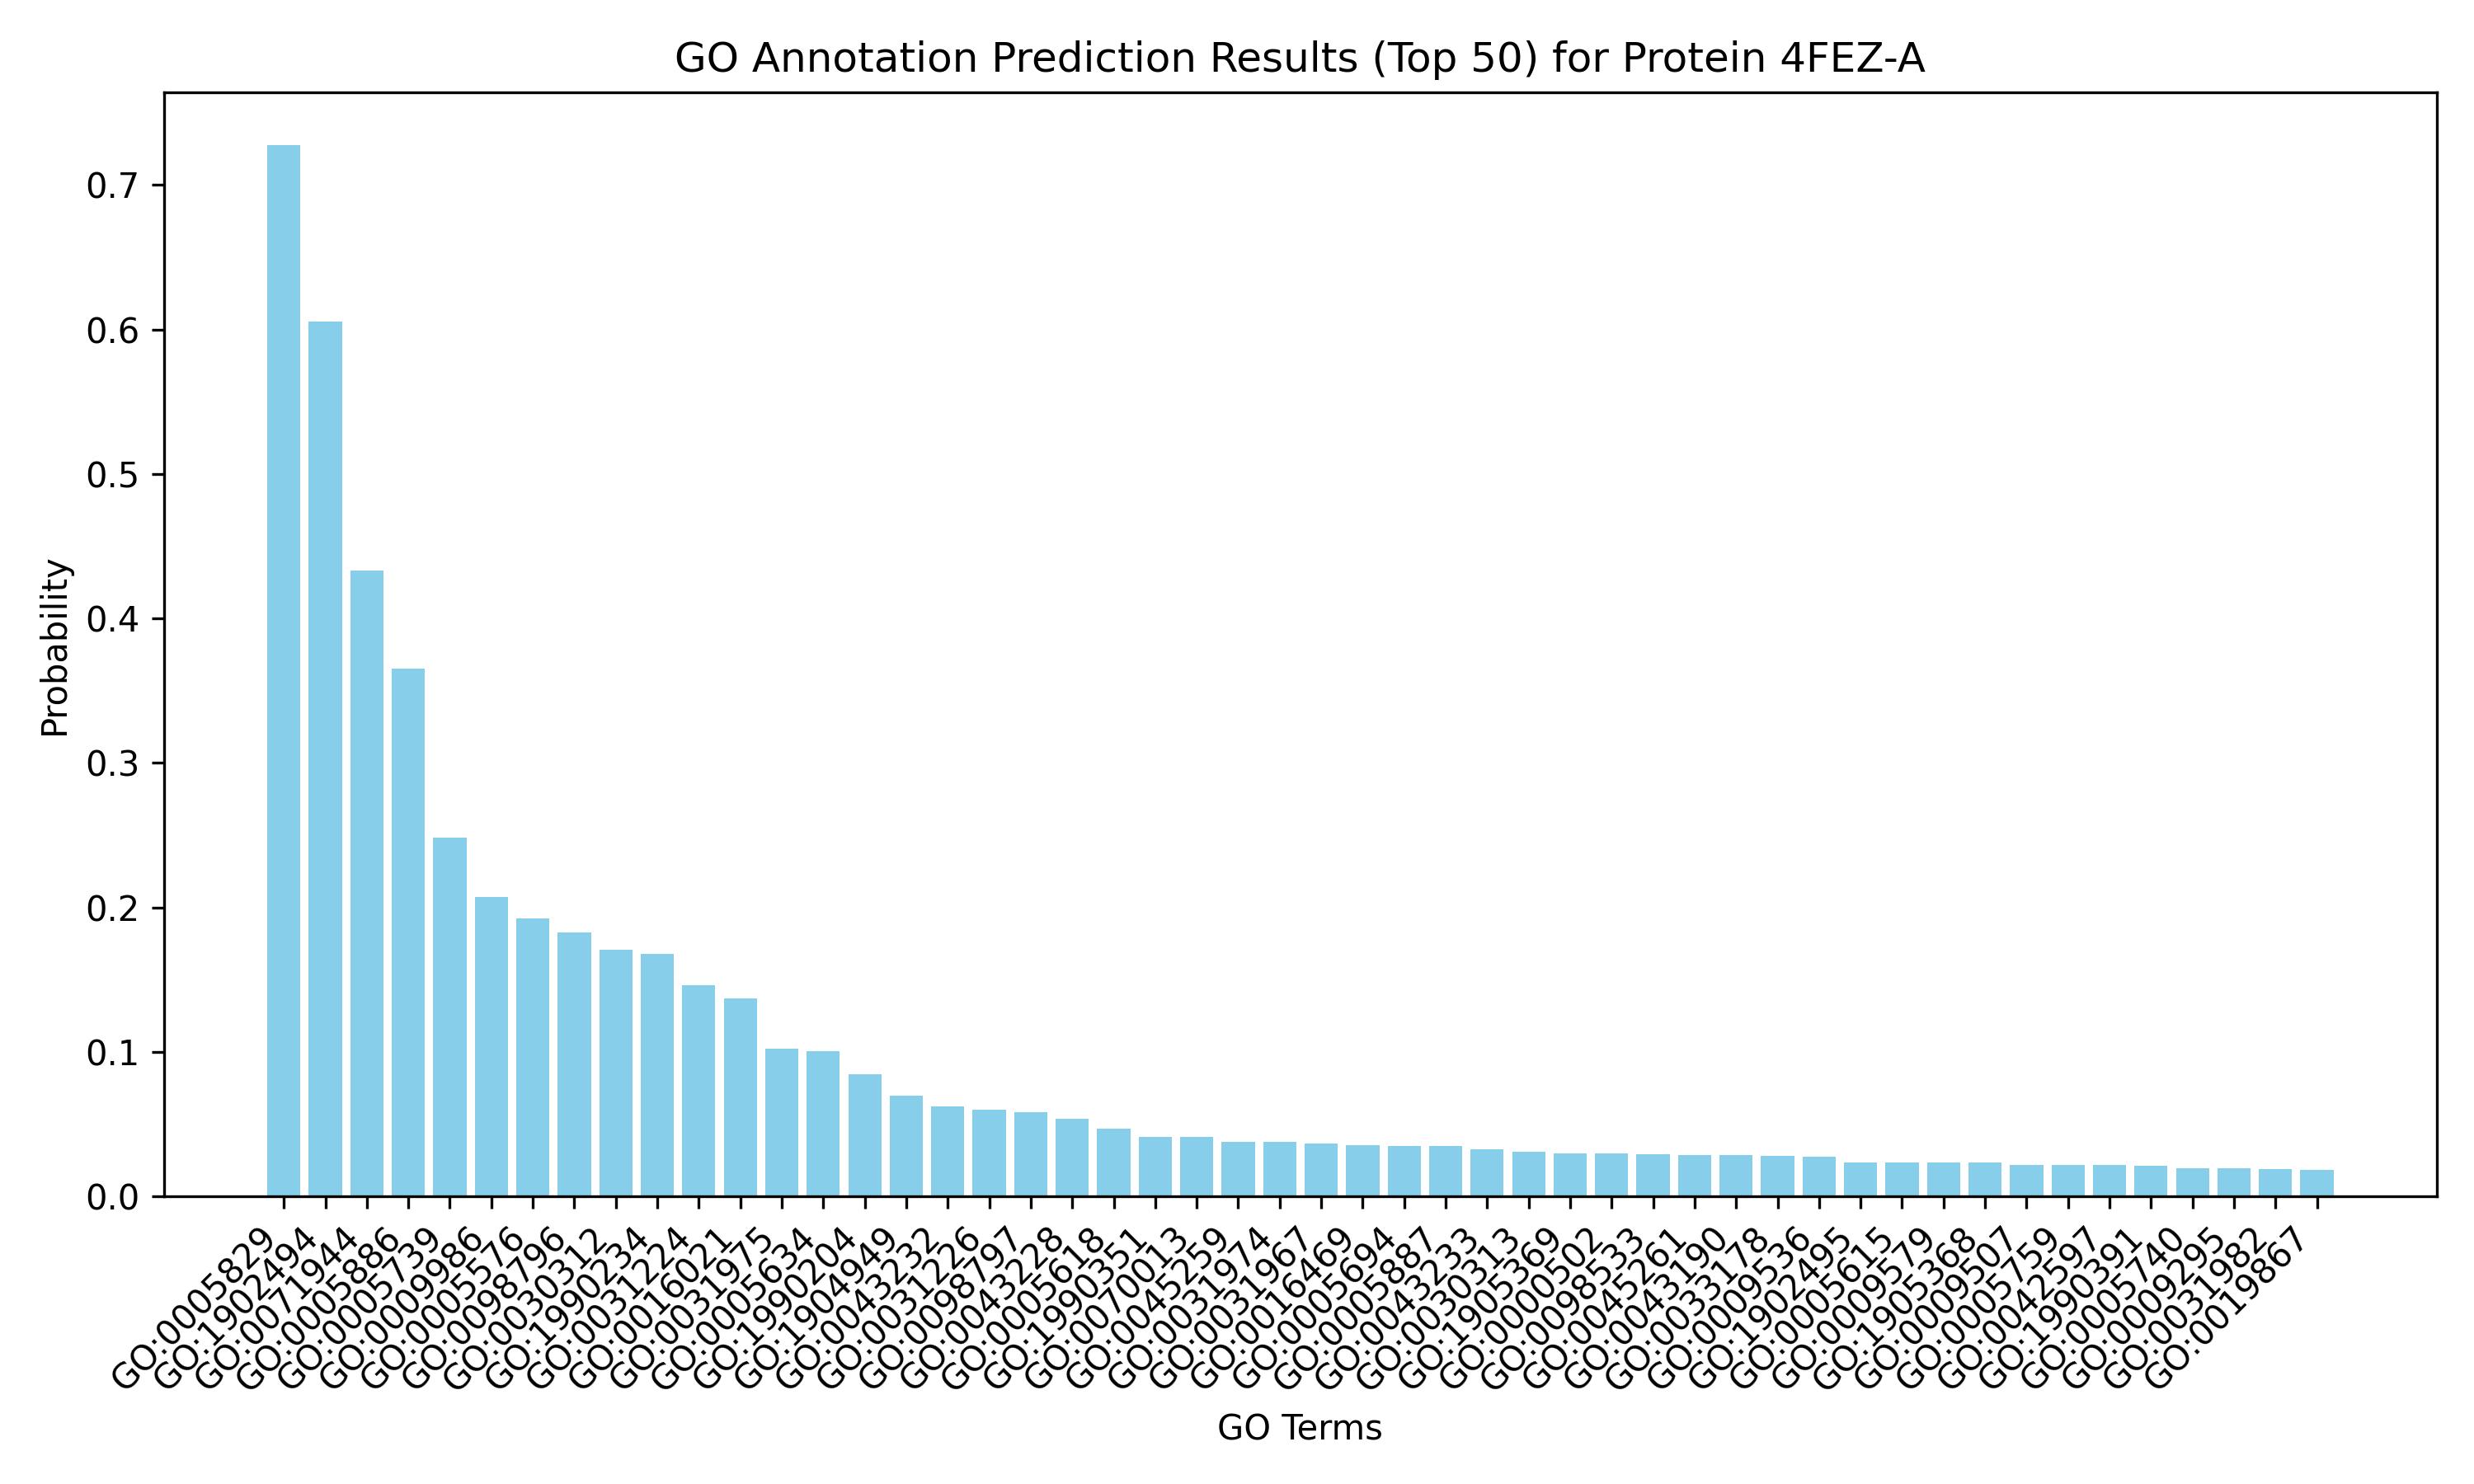 GO Annotation Prediction Results (Top 50) for Protein 4FEZ-A
Probability
0.7
0.6
0.5
0.4
0.3
0.2
0.1
0.0
GO:0005829
GO:1902494
GO:0071944
GO:0005886
GO:0005739
GO:0009986
GO:0005576
GO:0098796
GO:0030312
GO:1990234
GO:0031224
GO:0016021
GO:0031975
GO:0005634
GO:1990204
GO:1904949
GO:0043232
GO:0031226
GO:0098797
GO:0043228
GO:0005618
GO:1990351
GO:0070013
GO:0045259
GO:0031974
GO:0031967
GO:0016469
GO:0005694
GO:0005887
GO:0043233
GO:0030313
GO:1905369
GO:0000502
GO:0098533
GO:0045261
GO:0043190
GO:0033178
GO:0009536
GO:1902495
GO:0005615
GO:0009579
GO:1905368
GO:0009507
GO:0005759
GO:0042597
GO:1990391
GO:0005740
GO:0009295
GO:0031982
GO:0019867
GO Terms